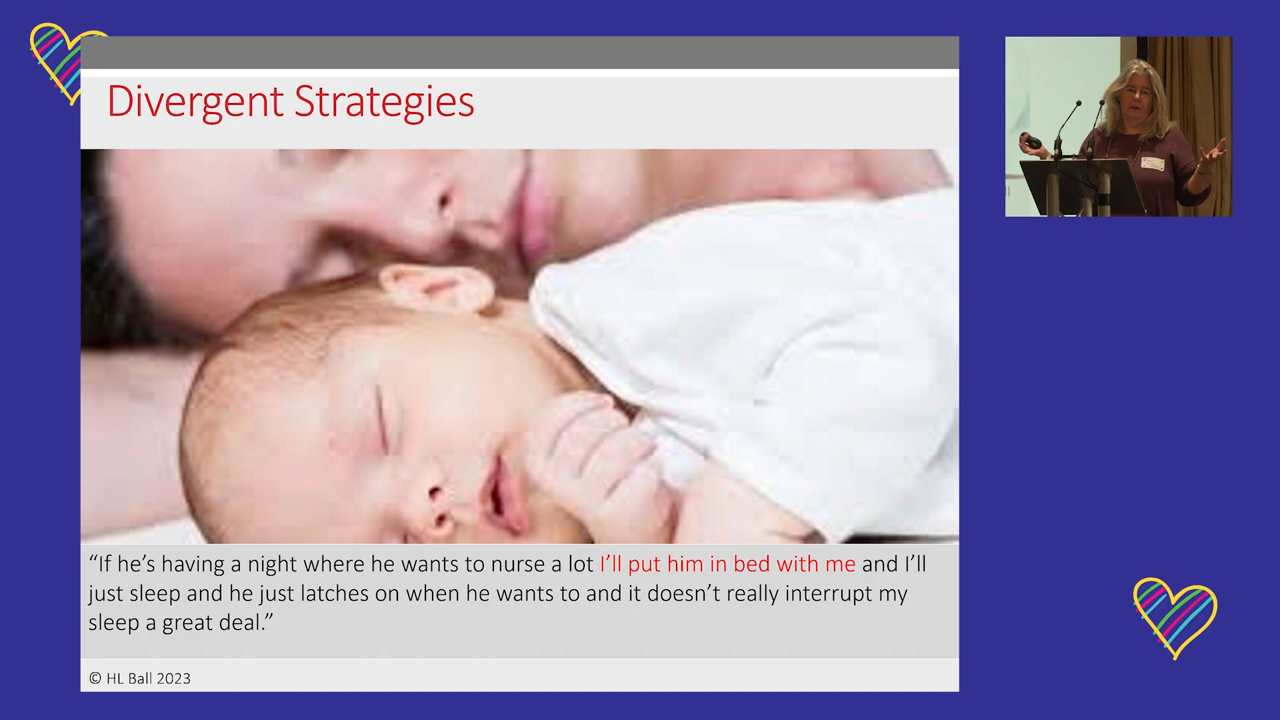 Divergent Strategies
“If he’s having a night where he wants to nurse a lot I’ll put him in bed with me and I’ll
just sleep and he just latches on when he wants to and it doesn’t really interrupt my
sleep a great deal.”
© HL Ball 2023